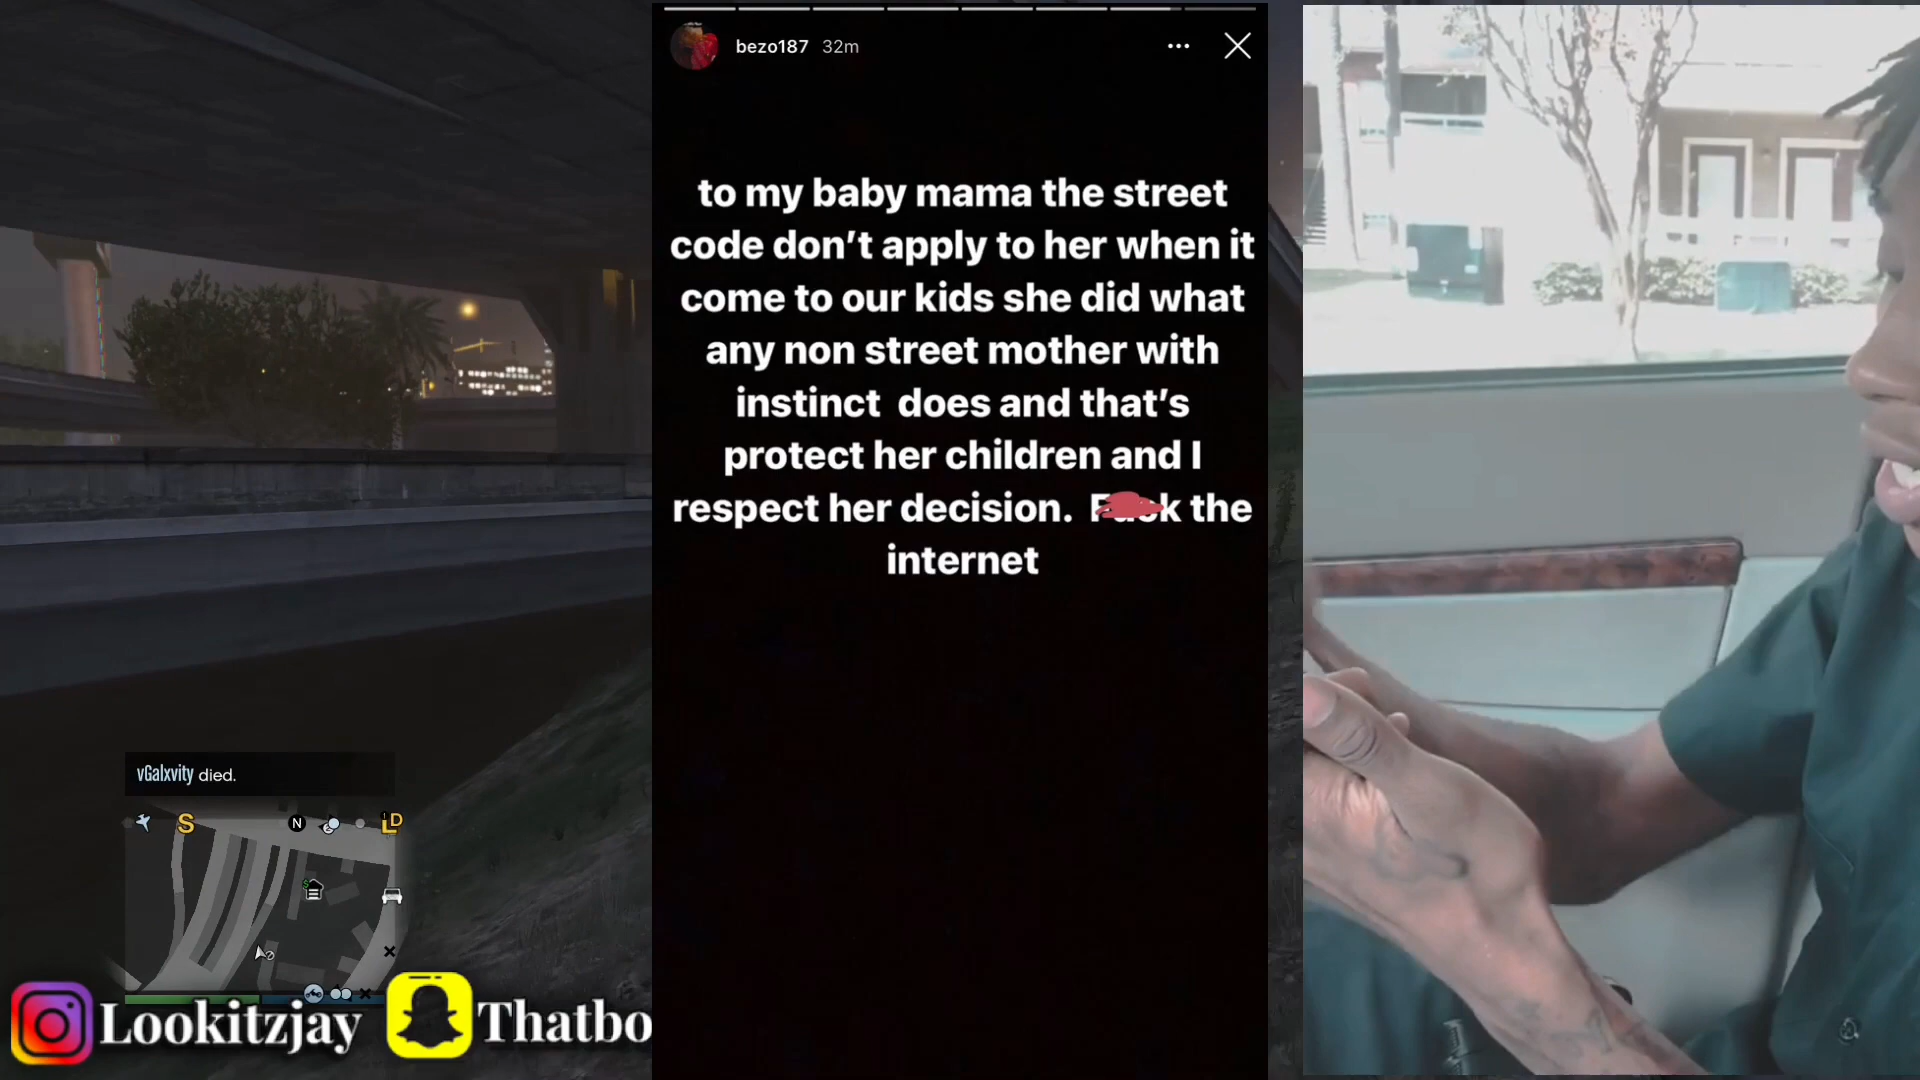 bezo187 32m
to my baby mama the street
code don't apply to her when it
come to our kids she did what
any non street mother with
instinct does and that's
protect her children and I
respect her decision. F k the
internet
vGalxvity died.
S
N
LD
Lookitzjay
Thatbo